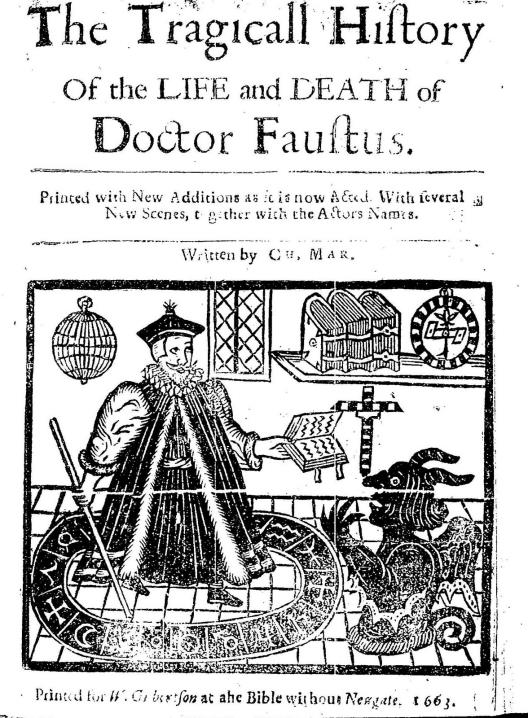 The Tragicall Hiſtory
Of the LIFE and DEATH of
Doctor Fauſtus.
Printed with New Additions as it is now Acted. With ſeveral
New Scenes, together with the Actors Names.
Written by CH. MAR.
Printed for W. Gilbertson at the Bible without Newgate. 1663.